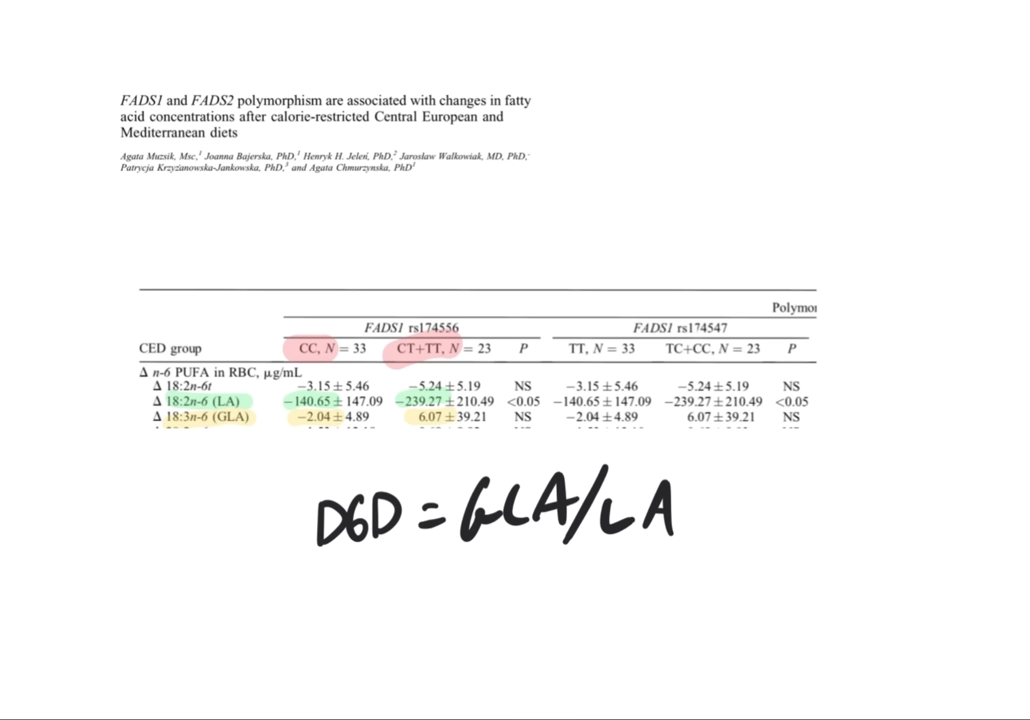 FADS1 and FADS2 polymorphism are associated with changes in fatty
acid concentrations after calorie-restricted Central European and
Mediterranean diets
Agata Muzsik, Msc,1 Joanna Bajerska, PhD,1 Henryk H. Jeleń, PhD,2 Jarosław Walkowiak, MD, PhD,
Patrycja Krzyżanowska-Jankowska, PhD,3 and Agata Chmurzynska, PhD1
Polymor
FADS1 rs174556 FADS1 rs174547
CED group CC, N = 33 CT+TT, N = 23 P TT, N = 33 TC+CC, N = 23 P
Δ n-6 PUFA in RBC, μg/mL
Δ 18:2n-6t −3.15 ± 5.46 −5.24 ± 5.19 NS −3.15 ± 5.46 −5.24 ± 5.19 NS
Δ 18:2n-6 (LA) −140.65 ± 147.09 −239.27 ± 210.49 <0.05 −140.65 ± 147.09 −239.27 ± 210.49 <0.05
Δ 18:3n-6 (GLA) −2.04 ± 4.89 6.07 ± 39.21 NS −2.04 ± 4.89 6.07 ± 39.21 NS
D6D = GLA/LA